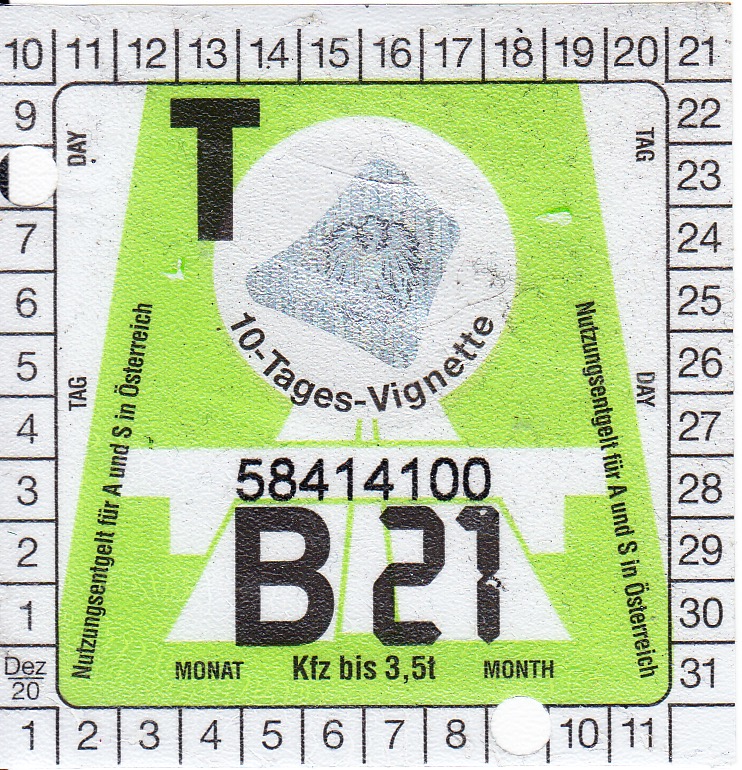 10 11 12 13 14 15 16 17 18 19 20 21
9
7
6
5
4
3
2
1
Dez
20
DAY
TAG
Nutzungsentgelt für A und S in Österreich
T
10-Tages-Vignette
58414100
B 21
MONAT Kfz bis 3,5t MONTH
TAG
DAY
Nutzungsentgelt für A und S in Österreich
22
23
24
25
26
27
28
29
30
31
1 2 3 4 5 6 7 8 10 11